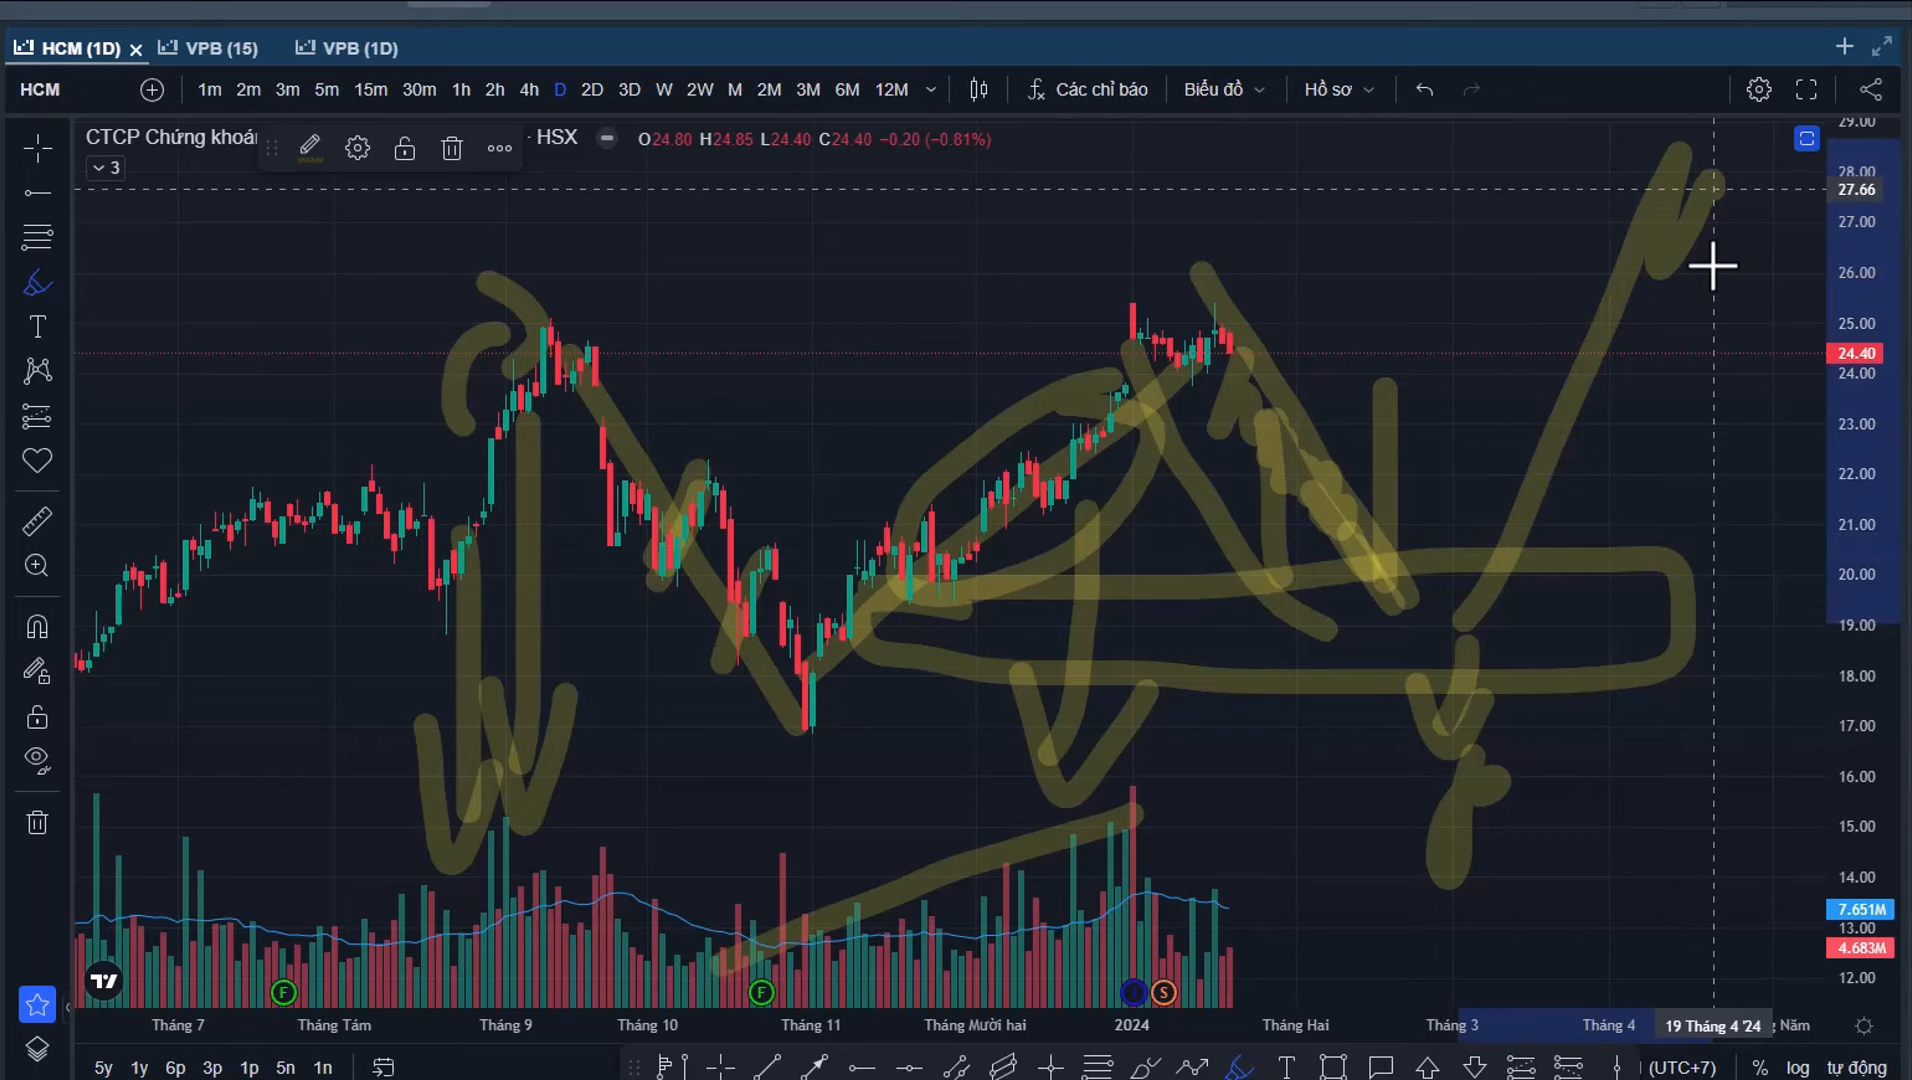 HCM (1D)
VPB (15)
VPB (1D)
HCM
1m 2m 3m 5m 15m 30m 1h 2h 4h D 2D 3D W 2W M 2M 3M 6M 12M
Các chỉ báo
Biểu đồ
Hồ sơ
CTCP Chứng khoán
· HSX
O24.80 H24.85 L24.40 C24.40 −0.20 (−0.81%)
3
29.00
28.00
27.66
27.00
26.00
25.00
24.40
24.00
23.00
22.00
21.00
20.00
19.00
18.00
17.00
16.00
15.00
14.00
7.651M
13.00
4.683M
12.00
F
F
S
Tháng 7
Tháng Tám
Tháng 9
Tháng 10
Tháng 11
Tháng Mười hai
2024
Tháng Hai
Tháng 3
Tháng 4
19 Tháng 4 '24
Năm
5y 1y 6p 3p 1p 5n 1n
(UTC+7)
%
log
tự động